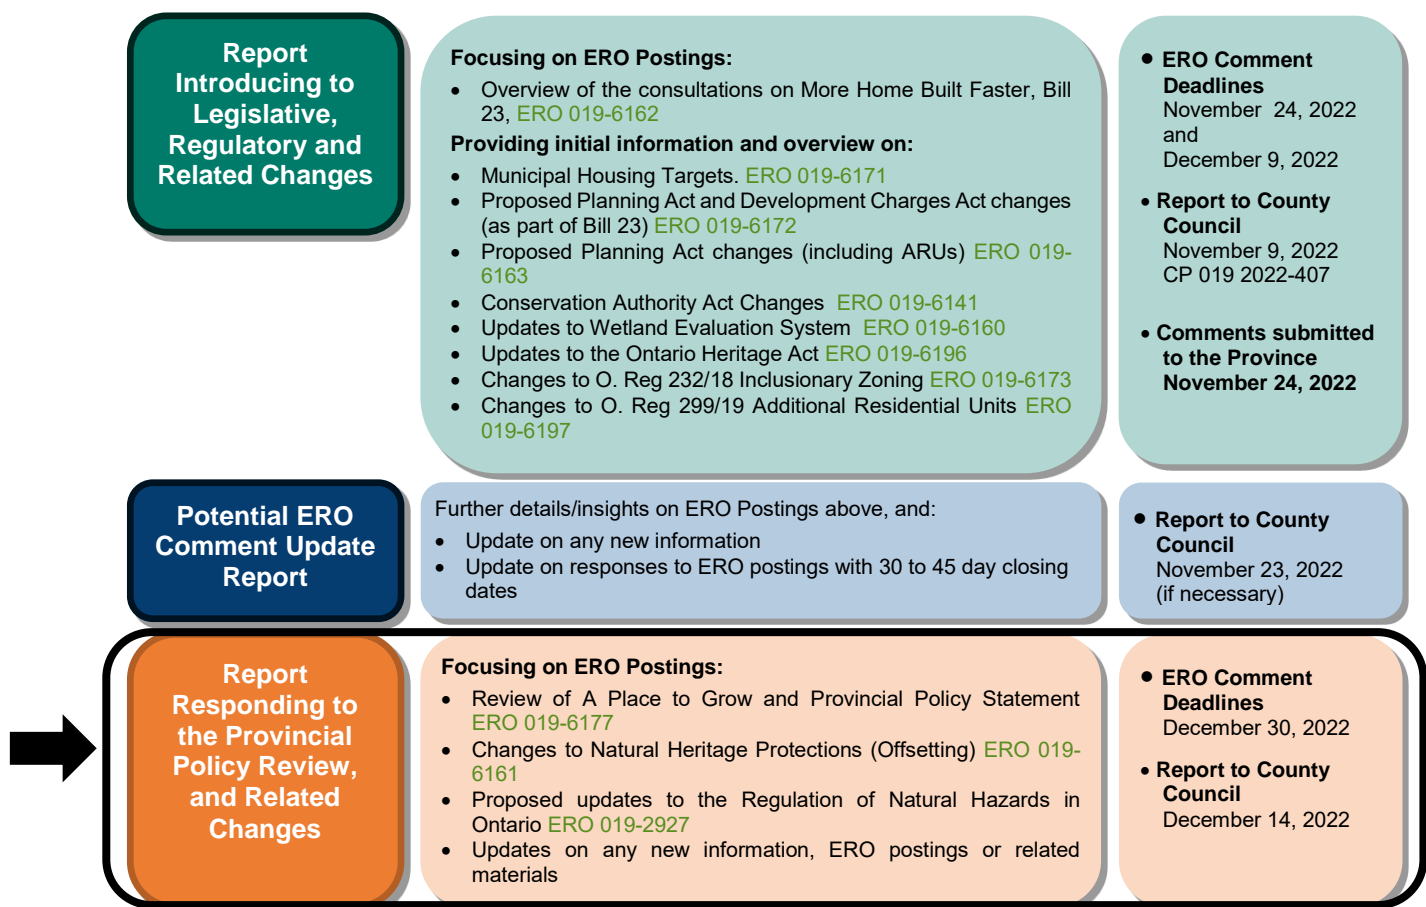 Report
Introducing to
Legislative,
Regulatory and
Related Changes
Focusing on ERO Postings:
• Overview of the consultations on More Home Built Faster, Bill
23, ERO 019-6162
Providing initial information and overview on:
• Municipal Housing Targets. ERO 019-6171
• Proposed Planning Act and Development Charges Act changes
(as part of Bill 23) ERO 019-6172
• Proposed Planning Act changes (including ARUs) ERO 019-
6163
• Conservation Authority Act Changes ERO 019-6141
• Updates to Wetland Evaluation System ERO 019-6160
• Updates to the Ontario Heritage Act ERO 019-6196
• Changes to O. Reg 232/18 Inclusionary Zoning ERO 019-6173
• Changes to O. Reg 299/19 Additional Residential Units ERO
019-6197
• ERO Comment
Deadlines
November 24, 2022
and
December 9, 2022
• Report to County
Council
November 9, 2022
CP 019 2022-407
• Comments submitted
to the Province
November 24, 2022
Potential ERO
Comment Update
Report
Further details/insights on ERO Postings above, and:
• Update on any new information
• Update on responses to ERO postings with 30 to 45 day closing
dates
• Report to County
Council
November 23, 2022
(if necessary)
Report
Responding to
the Provincial
Policy Review,
and Related
Changes
Focusing on ERO Postings:
• Review of A Place to Grow and Provincial Policy Statement
ERO 019-6177
• Changes to Natural Heritage Protections (Offsetting) ERO 019-
6161
• Proposed updates to the Regulation of Natural Hazards in
Ontario ERO 019-2927
• Updates on any new information, ERO postings or related
materials
• ERO Comment
Deadlines
December 30, 2022
• Report to County
Council
December 14, 2022